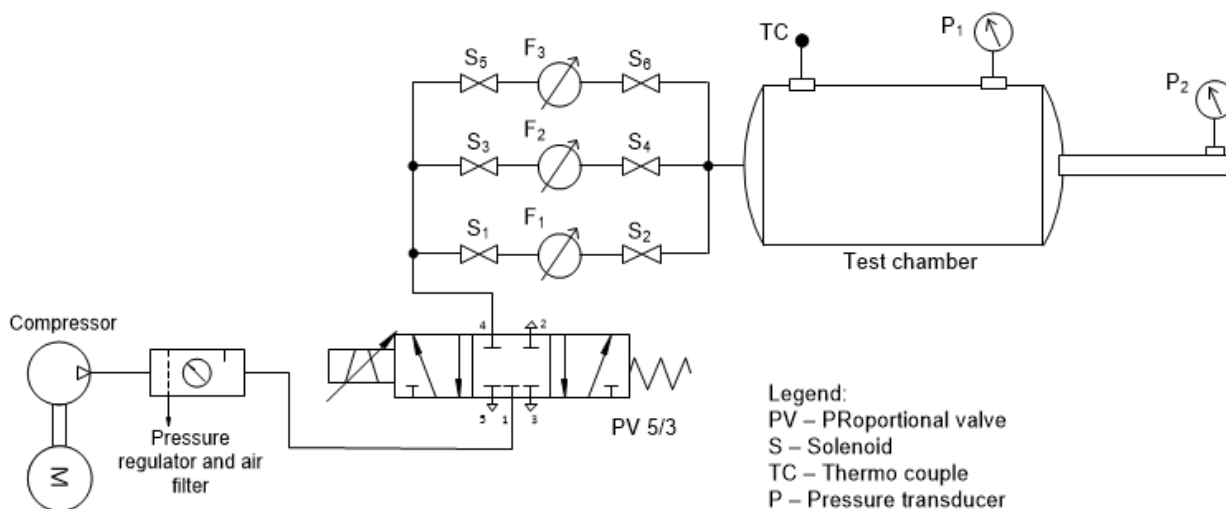 TC
P1
P2
S5
F3
S6
S3
F2
S4
S1
F1
S2
Test chamber
Compressor
4
2
5
1
3
PV 5/3
M
Pressure
regulator and air
filter
Legend:
PV – PRoportional valve
S – Solenoid
TC – Thermo couple
P – Pressure transducer